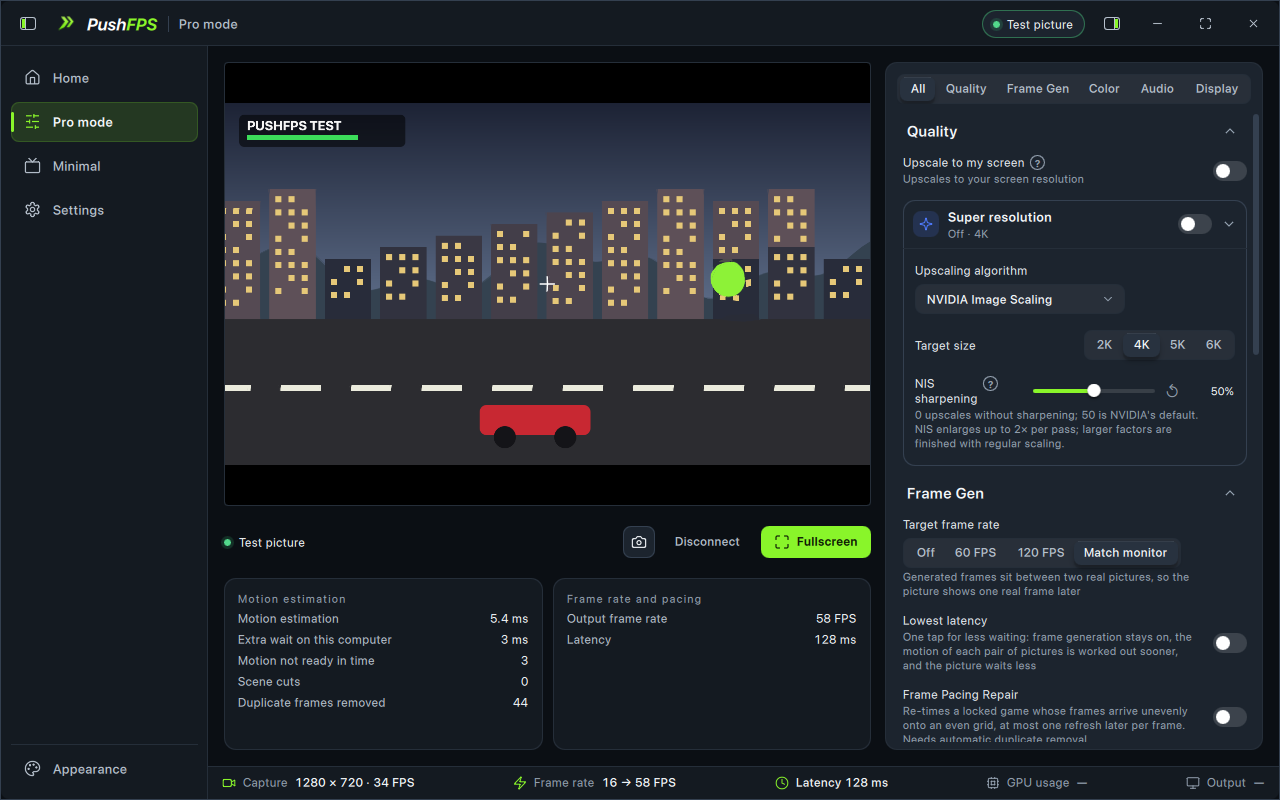 PushFPS
Pro mode
Test picture
Home
Pro mode
Minimal
Settings
Appearance
PUSHFPS TEST
Test picture
Disconnect
Fullscreen
Motion estimation
Motion estimation 5.4 ms
Extra wait on this computer 3 ms
Motion not ready in time 3
Scene cuts 0
Duplicate frames removed 44
Frame rate and pacing
Output frame rate 58 FPS
Latency 128 ms
All Quality Frame Gen Color Audio Display
Quality
Upscale to my screen ?
Upscales to your screen resolution
Super resolution
Off · 4K
Upscaling algorithm
NVIDIA Image Scaling
Target size 2K 4K 5K 6K
NIS ?
sharpening 50%
0 upscales without sharpening; 50 is NVIDIA's default.
NIS enlarges up to 2× per pass; larger factors are
finished with regular scaling.
Frame Gen
Target frame rate
Off 60 FPS 120 FPS Match monitor
Generated frames sit between two real pictures, so the
picture shows one real frame later
Lowest latency
One tap for less waiting: frame generation stays on, the
motion of each pair of pictures is worked out sooner,
and the picture waits less
Frame Pacing Repair
Re-times a locked game whose frames arrive unevenly
onto an even grid, at most one refresh later per frame.
Needs automatic duplicate removal
Capture 1280 × 720 · 34 FPS
Frame rate 16 → 58 FPS
Latency 128 ms
GPU usage —
Output —